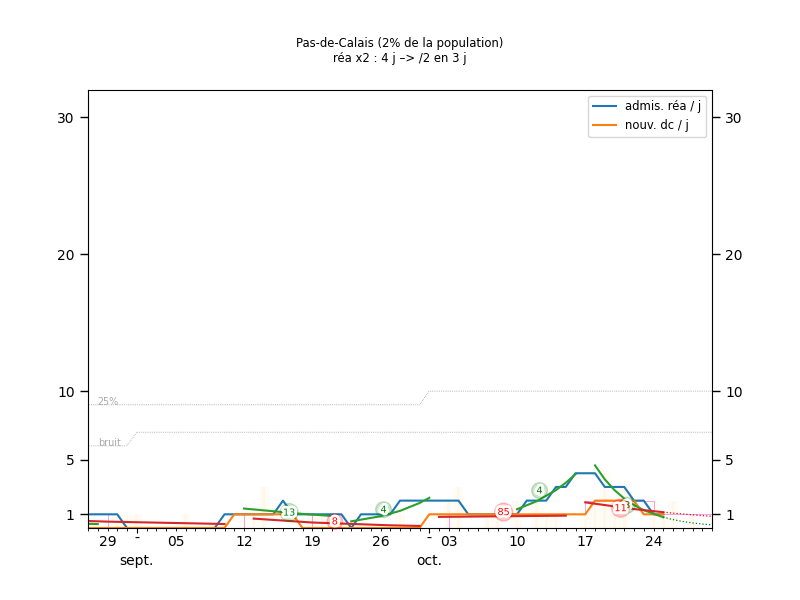 Pas-de-Calais (2% de la population)
réa x2 : 4 j –> /2 en 3 j
admis. réa / j
nouv. dc / j
30 30
20 20
10 10
25%
bruit
5 5
4
4
13
85
11
8
1 1
29 - 05 12 19 26 - 03 10 17 24
sept. oct.